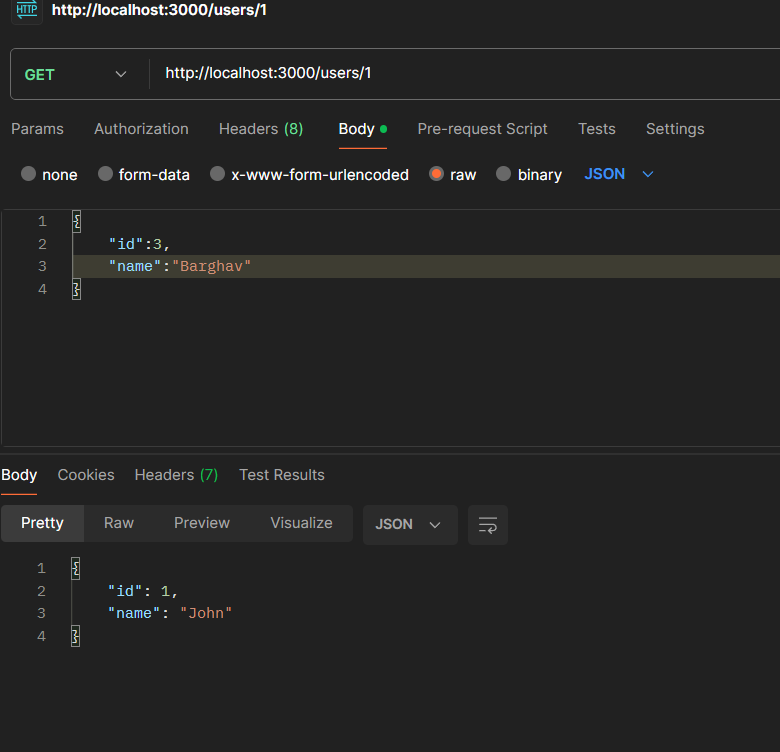 HTTP http://localhost:3000/users/1
GET http://localhost:3000/users/1
Params Authorization Headers (8) Body Pre-request Script Tests Settings
none form-data x-www-form-urlencoded raw binary JSON
1 {
2 "id":3,
3 "name":"Barghav"
4 }
Body Cookies Headers (7) Test Results
Pretty Raw Preview Visualize JSON
1 {
2 "id": 1,
3 "name": "John"
4 }